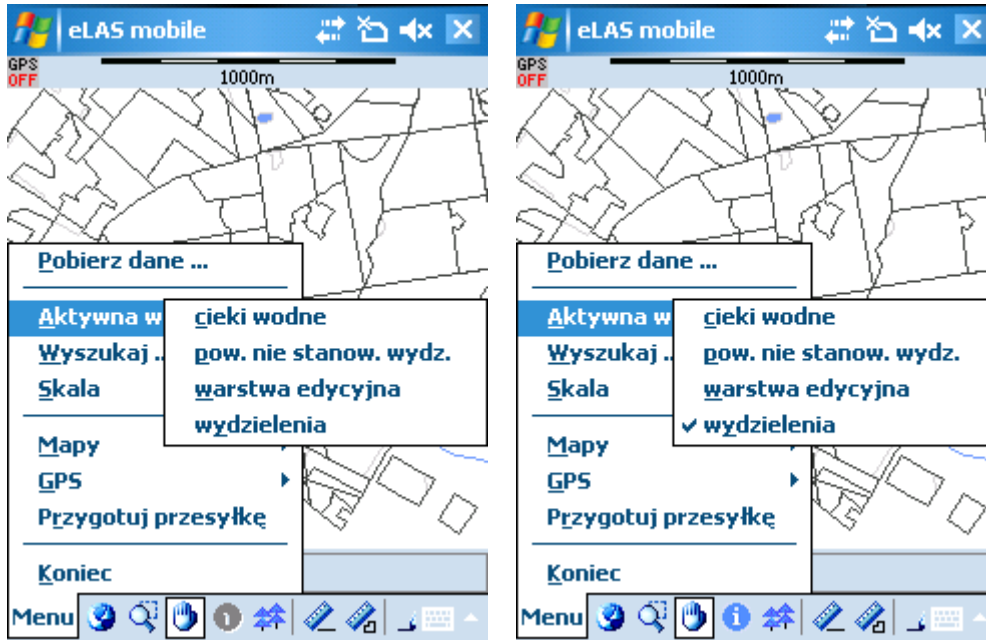 eLAS mobile
GPS
OFF
1000m
Pobierz dane ...
Aktywna w
cieki wodne
Wyszukaj ..
pow. nie stanow. wydz.
Skala
warstwa edycyjna
wydzielenia
Mapy
GPS
Przygotuj przesyłkę
Koniec
Menu
eLAS mobile
GPS
OFF
1000m
Pobierz dane ...
Aktywna w
cieki wodne
Wyszukaj ..
pow. nie stanow. wydz.
Skala
warstwa edycyjna
wydzielenia
Mapy
GPS
Przygotuj przesyłkę
Koniec
Menu